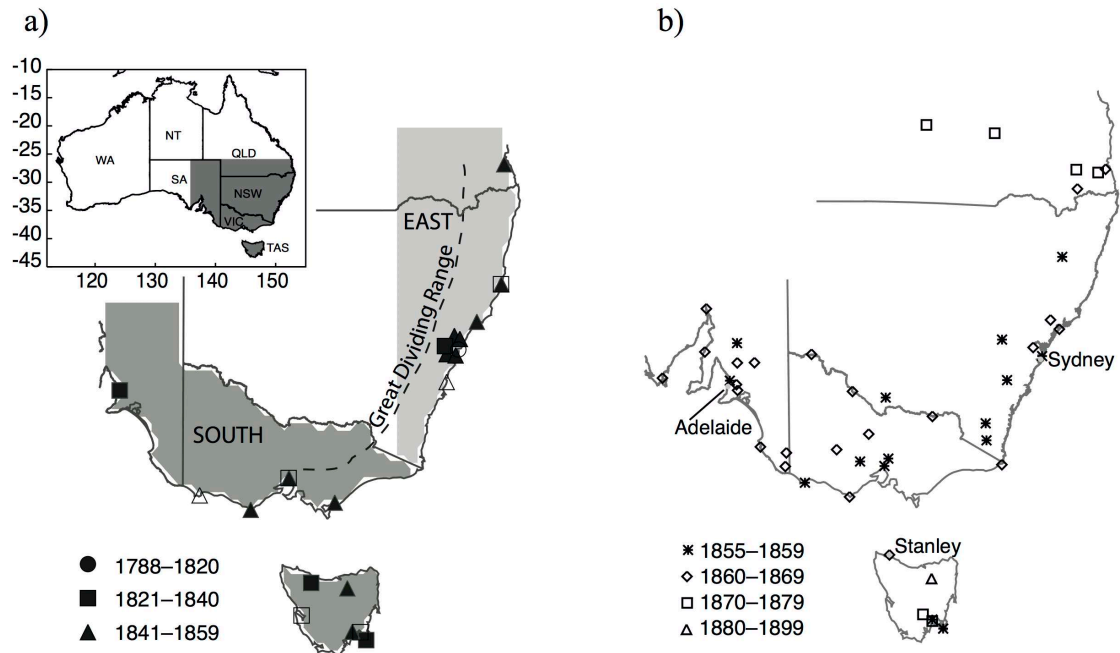 a)
-10
-15
-20
-25
-30
-35
-40
-45
120 130 140 150
NT
WA
QLD
SA
NSW
VIC
TAS
EAST
Great Dividing Range
SOUTH
1788–1820
1821–1840
1841–1859
b)
Sydney
Adelaide
Stanley
1855–1859
1860–1869
1870–1879
1880–1899